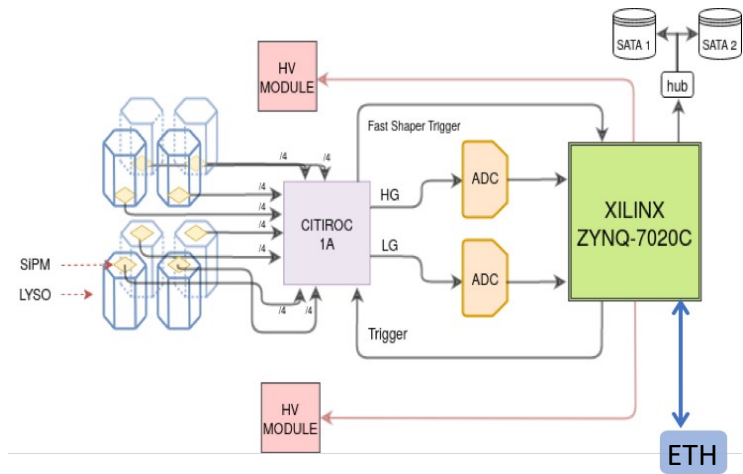 SATA 1
SATA 2
HV
MODULE
hub
Fast Shaper Trigger
/4
/4
ADC
/4
HG
/4
CITIROC
1A
XILINX
ZYNQ-7020C
/4
LG
/4
SiPM
ADC
LYSO
/4
/4
Trigger
HV
MODULE
ETH